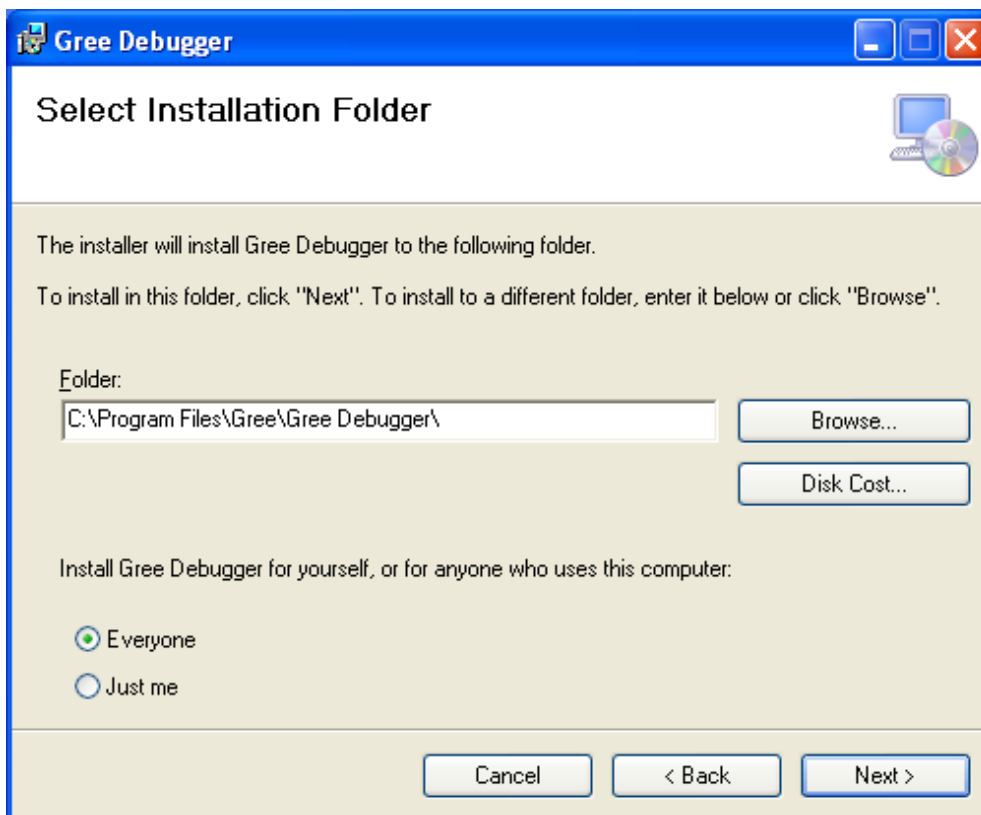 Gree Debugger
Select Installation Folder
The installer will install Gree Debugger to the following folder.
To install in this folder, click "Next". To install to a different folder, enter it below or click "Browse".
Folder:
C:\Program Files\Gree\Gree Debugger\
Browse...
Disk Cost...
Install Gree Debugger for yourself, or for anyone who uses this computer:
Everyone
Just me
Cancel
< Back
Next >